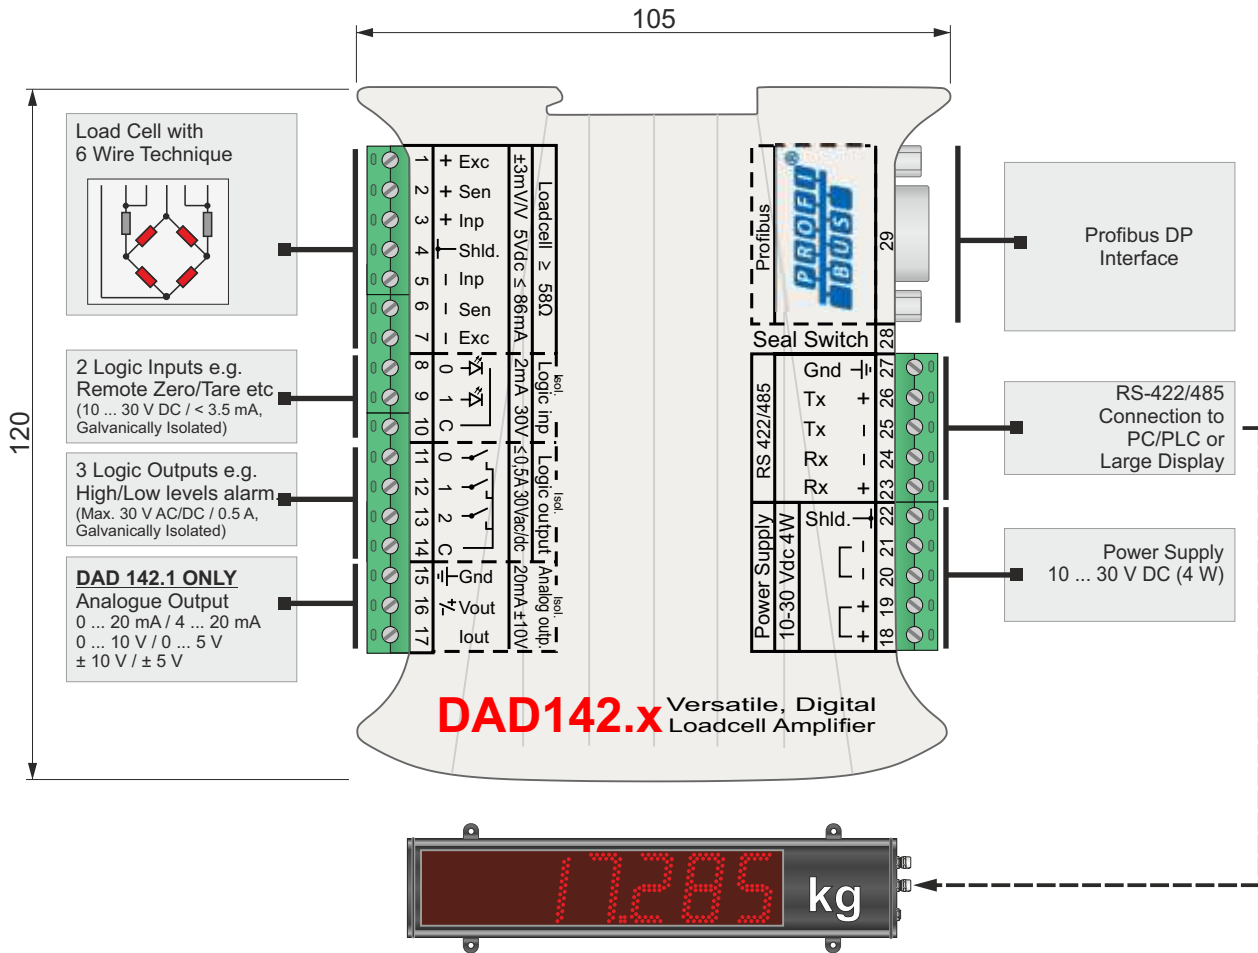 105
120
Load Cell with
6 Wire Technique
2 Logic Inputs e.g.
Remote Zero/Tare etc
(10 ... 30 V DC / < 3.5 mA,
Galvanically Isolated)
3 Logic Outputs e.g.
High/Low levels alarm.
(Max. 30 V AC/DC / 0.5 A,
Galvanically Isolated)
DAD 142.1 ONLY
Analogue Output
0 ... 20 mA / 4 ... 20 mA
0 ... 10 V / 0 ... 5 V
± 10 V / ± 5 V
1 + Exc
2 + Sen
3 + Inp
4 Shld.
5 – Inp
6 – Sen
7 – Exc
±3mV/V 5Vdc ≤ 86mA
Loadcell ≥ 58Ω
8 0
9 1
10 C
2mA 30V
Logic inp
Isol.
11 0
12 1
13 2
14 C
≤0,5A 30Vac/dc
Logic output
Isol.
15 Gnd
16 +/- Vout
17 Iout
20mA ±10V
Analog outp.
Isol.
Profibus
PROFI
BUS
®
29
Seal Switch 28
RS 422/485
Gnd 27
Tx + 26
Tx – 25
Rx – 24
Rx + 23
Power Supply
10-30 Vdc 4W
Shld. 22
– 21
– 20
+ 19
+ 18
Profibus DP
Interface
RS-422/485
Connection to
PC/PLC or
Large Display
Power Supply
10 ... 30 V DC (4 W)
DAD142.x Versatile, Digital
Loadcell Amplifier
17.285 kg